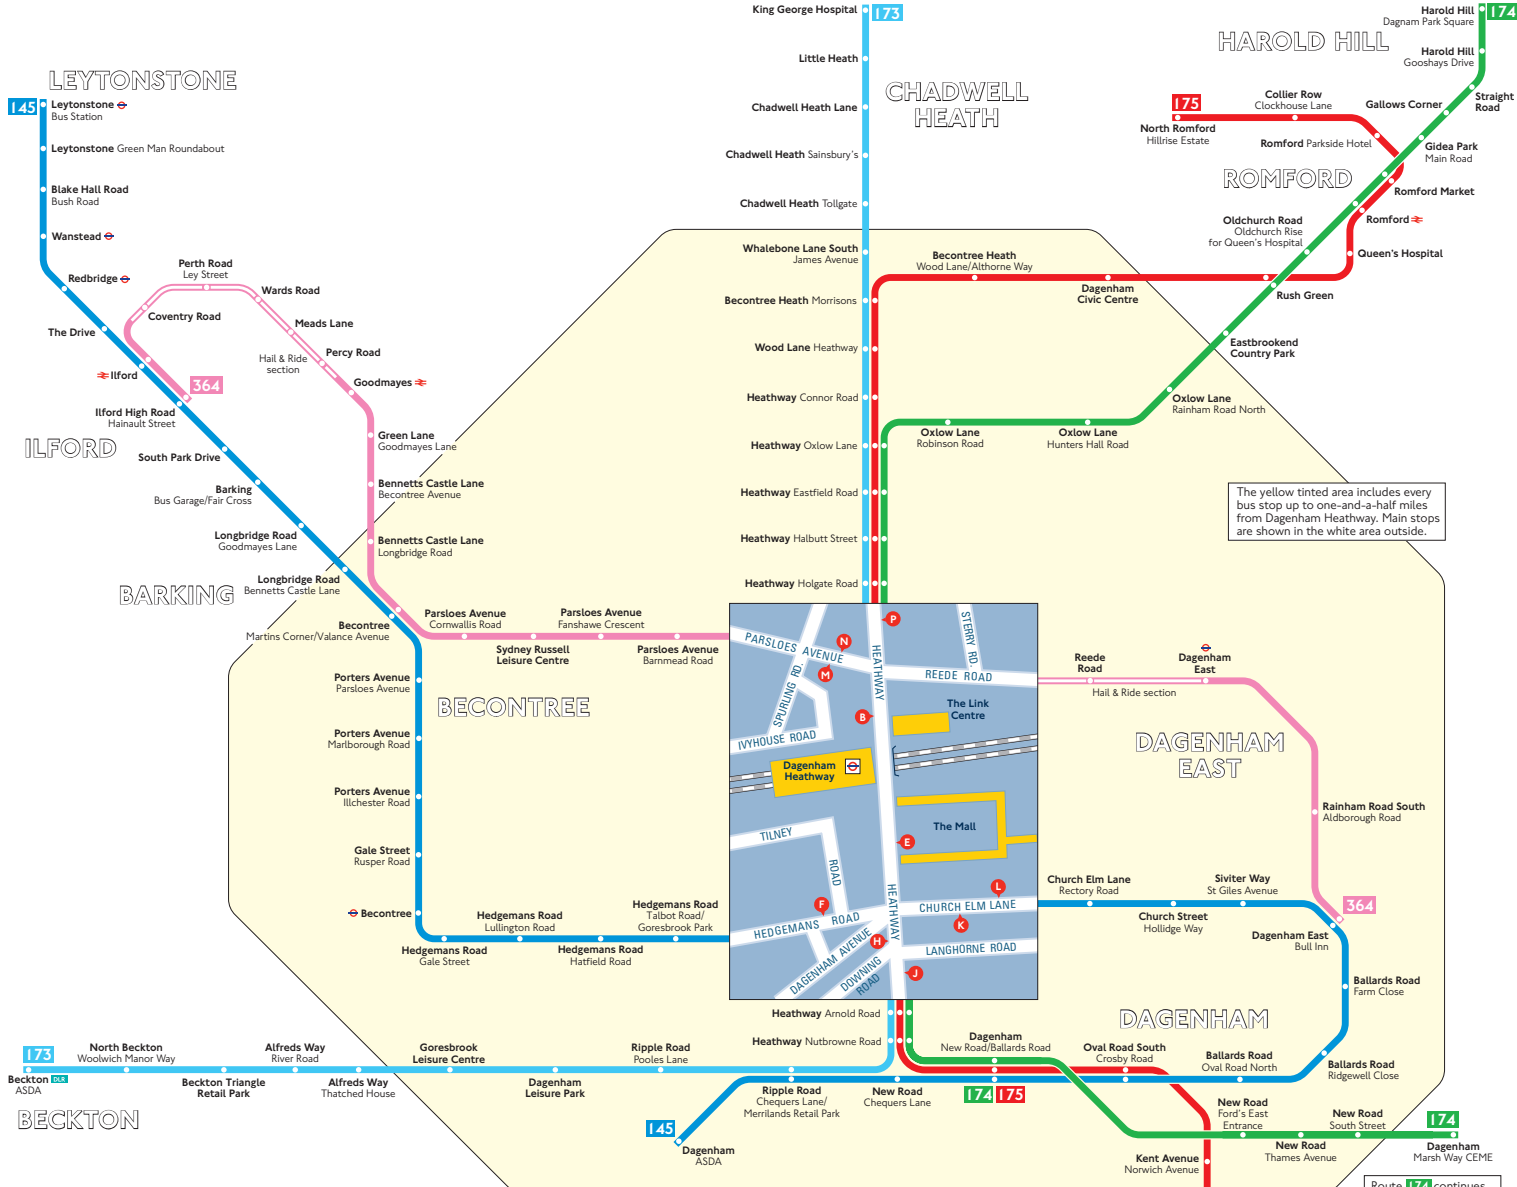 King George Hospital
173
Little Heath
Chadwell Heath Lane
Chadwell Heath Sainsbury's
Chadwell Heath Tollgate
Whalebone Lane South
James Avenue
Becontree Heath Morrisons
Wood Lane Heathway
Heathway Connor Road
Heathway Oxlow Lane
Heathway Eastfield Road
Heathway Halbutt Street
Heathway Holgate Road
CHADWELL
HEATH
HAROLD HILL
Harold Hill
Dagnam Park Square
174
Harold Hill
Gooshays Drive
Straight
Road
Gallows Corner
Gidea Park
Main Road
175
North Romford
Hillrise Estate
Collier Row
Clockhouse Lane
Romford Parkside Hotel
ROMFORD
Romford Market
Romford
Queen's Hospital
Oldchurch Road
Oldchurch Rise
for Queen's Hospital
Rush Green
Becontree Heath
Wood Lane/Althorne Way
Dagenham
Civic Centre
Eastbrookend
Country Park
Oxlow Lane
Rainham Road North
Oxlow Lane
Hunters Hall Road
Oxlow Lane
Robinson Road
The yellow tinted area includes every
bus stop up to one-and-a-half miles
from Dagenham Heathway. Main stops
are shown in the white area outside.
LEYTONSTONE
145
Leytonstone
Bus Station
Leytonstone Green Man Roundabout
Blake Hall Road
Bush Road
Wanstead
Redbridge
The Drive
Ilford
Ilford High Road
Hainault Street
ILFORD
South Park Drive
Barking
Bus Garage/Fair Cross
Longbridge Road
Goodmayes Lane
Longbridge Road
Bennetts Castle Lane
BARKING
Becontree
Martins Corner/Valance Avenue
364
Coventry Road
Perth Road
Ley Street
Wards Road
Meads Lane
Percy Road
Hail & Ride
section
Goodmayes
Green Lane
Goodmayes Lane
Bennetts Castle Lane
Becontree Avenue
Bennetts Castle Lane
Longbridge Road
Parsloes Avenue
Cornwallis Road
Sydney Russell
Leisure Centre
Parsloes Avenue
Fanshawe Crescent
Parsloes Avenue
Barnmead Road
BECONTREE
Porters Avenue
Parsloes Avenue
Porters Avenue
Marlborough Road
Porters Avenue
Illchester Road
Gale Street
Rusper Road
Becontree
Hedgemans Road
Gale Street
Hedgemans Road
Lullington Road
Hedgemans Road
Hatfield Road
Hedgemans Road
Talbot Road/
Goresbrook Park
PARSLOES AVENUE
HEATHWAY
STERRY RD.
REEDE ROAD
SPURLING RD.
IVYHOUSE ROAD
The Link
Centre
Dagenham
Heathway
The Mall
TILNEY
ROAD
HEATHWAY
CHURCH ELM LANE
HEDGEMANS ROAD
DAGENHAM AVENUE
DOWNING
ROAD
LANGHORNE ROAD
P
N
M
B
E
L
K
F
H
J
Reede
Road
Dagenham
East
Hail & Ride section
DAGENHAM
EAST
Rainham Road South
Aldborough Road
364
Church Elm Lane
Rectory Road
Church Street
Hollidge Way
Siviter Way
St Giles Avenue
Dagenham East
Bull Inn
Ballards Road
Farm Close
Ballards Road
Ridgewell Close
Ballards Road
Oval Road North
DAGENHAM
Heathway Arnold Road
Heathway Nutbrowne Road
Dagenham
New Road/Ballards Road
174 175
Oval Road South
Crosby Road
New Road
Chequers Lane
Ripple Road
Chequers Lane/
Merrilands Retail Park
145
Dagenham
ASDA
173
Beckton DLR
ASDA
BECKTON
North Beckton
Woolwich Manor Way
Beckton Triangle
Retail Park
Alfreds Way
River Road
Alfreds Way
Thatched House
Goresbrook
Leisure Centre
Dagenham
Leisure Park
Ripple Road
Pooles Lane
New Road
Ford's East
Entrance
New Road
Thames Avenue
New Road
South Street
174
Dagenham
Marsh Way CEME
Kent Avenue
Norwich Avenue
Route 174 continues